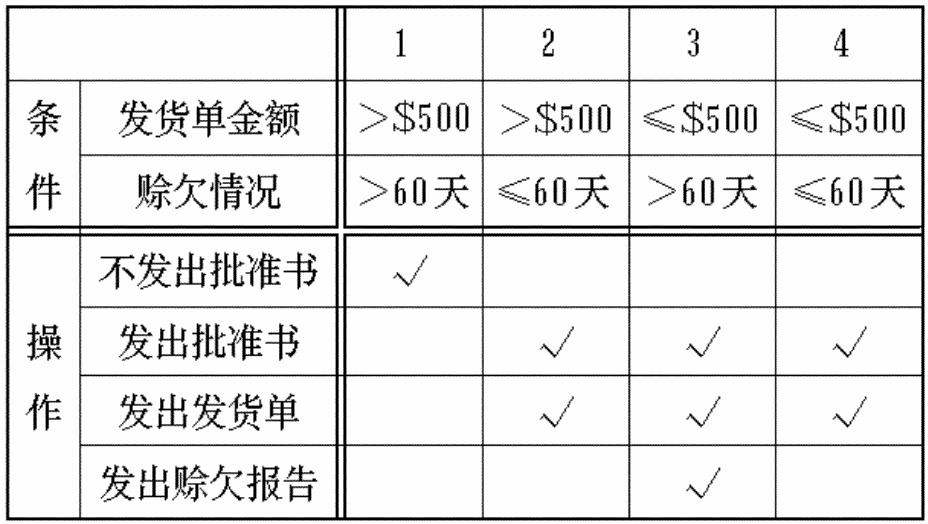 1 2 3 4
条件 发货单金额 >$500 >$500 ≤$500 ≤$500
赊欠情况 >60天 ≤60天 >60天 ≤60天
操作 不发出批准书 √
发出批准书 √ √ √
发出发货单 √ √ √
发出赊欠报告 √